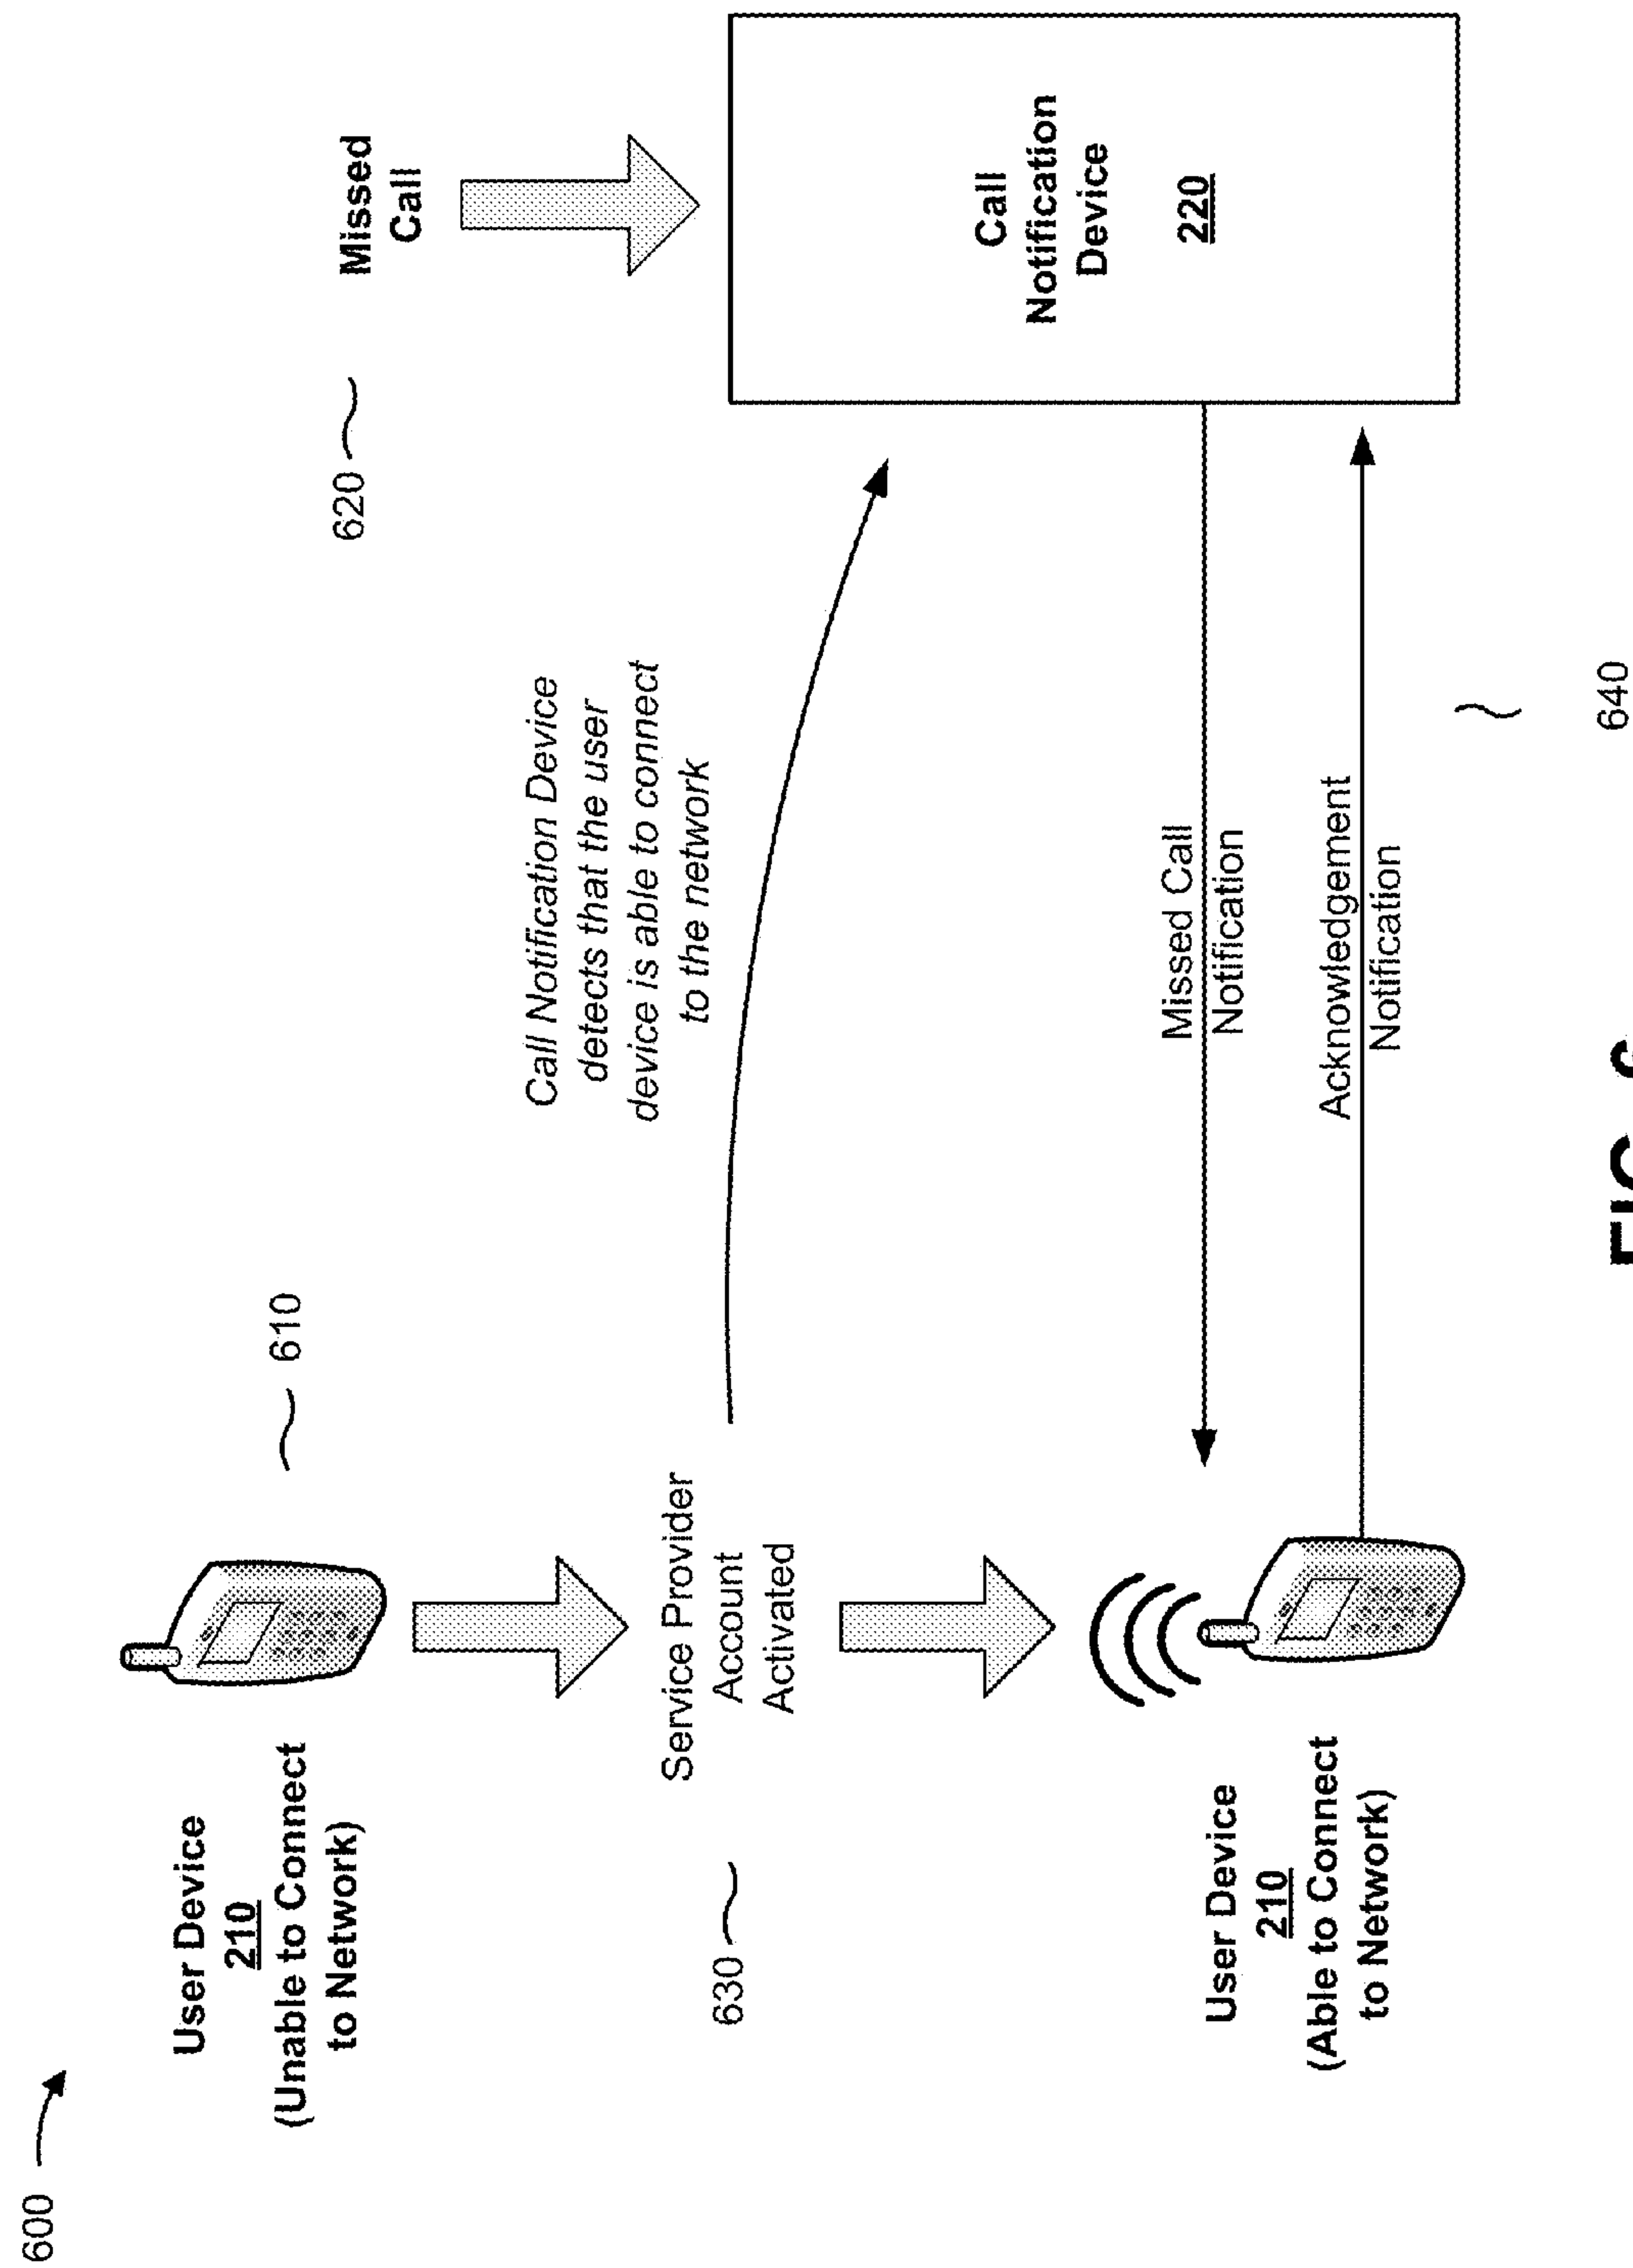 600
User Device
210
(Unable to Connect
to Network)
610
620
Missed
Call
Call Notification Device
detects that the user
device is able to connect
to the network
630
Service Provider
Account
Activated
Call
Notification
Device
220
User Device
210
(Able to Connect
to Network)
Missed Call
Notification
Acknowledgement
Notification
640